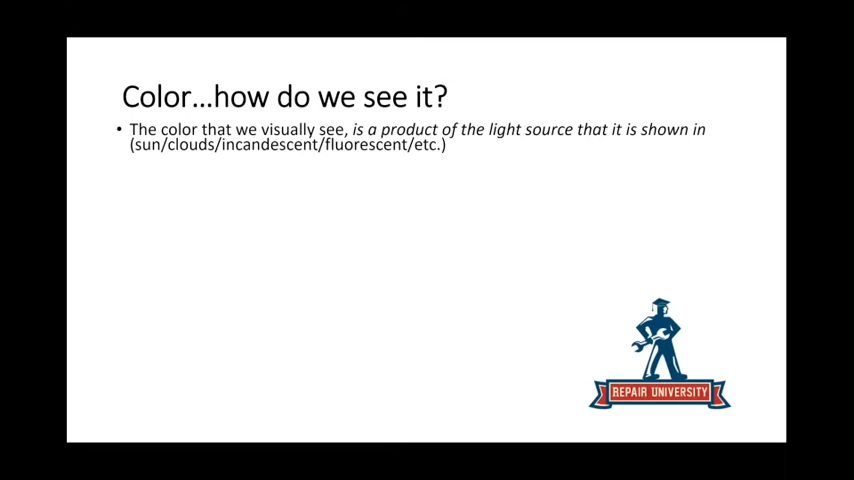 Color...how do we see it?
• The color that we visually see, is a product of the light source that it is shown in
(sun/clouds/incandescent/fluorescent/etc.)
REPAIR UNIVERSITY